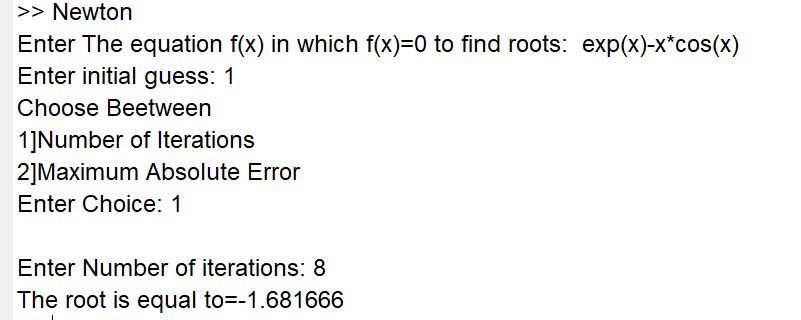 >> Newton
Enter The equation f(x) in which f(x)=0 to find roots:  exp(x)-x*cos(x)
Enter initial guess: 1
Choose Beetween
1]Number of Iterations
2]Maximum Absolute Error
Enter Choice: 1
Enter Number of iterations: 8
The root is equal to=-1.681666